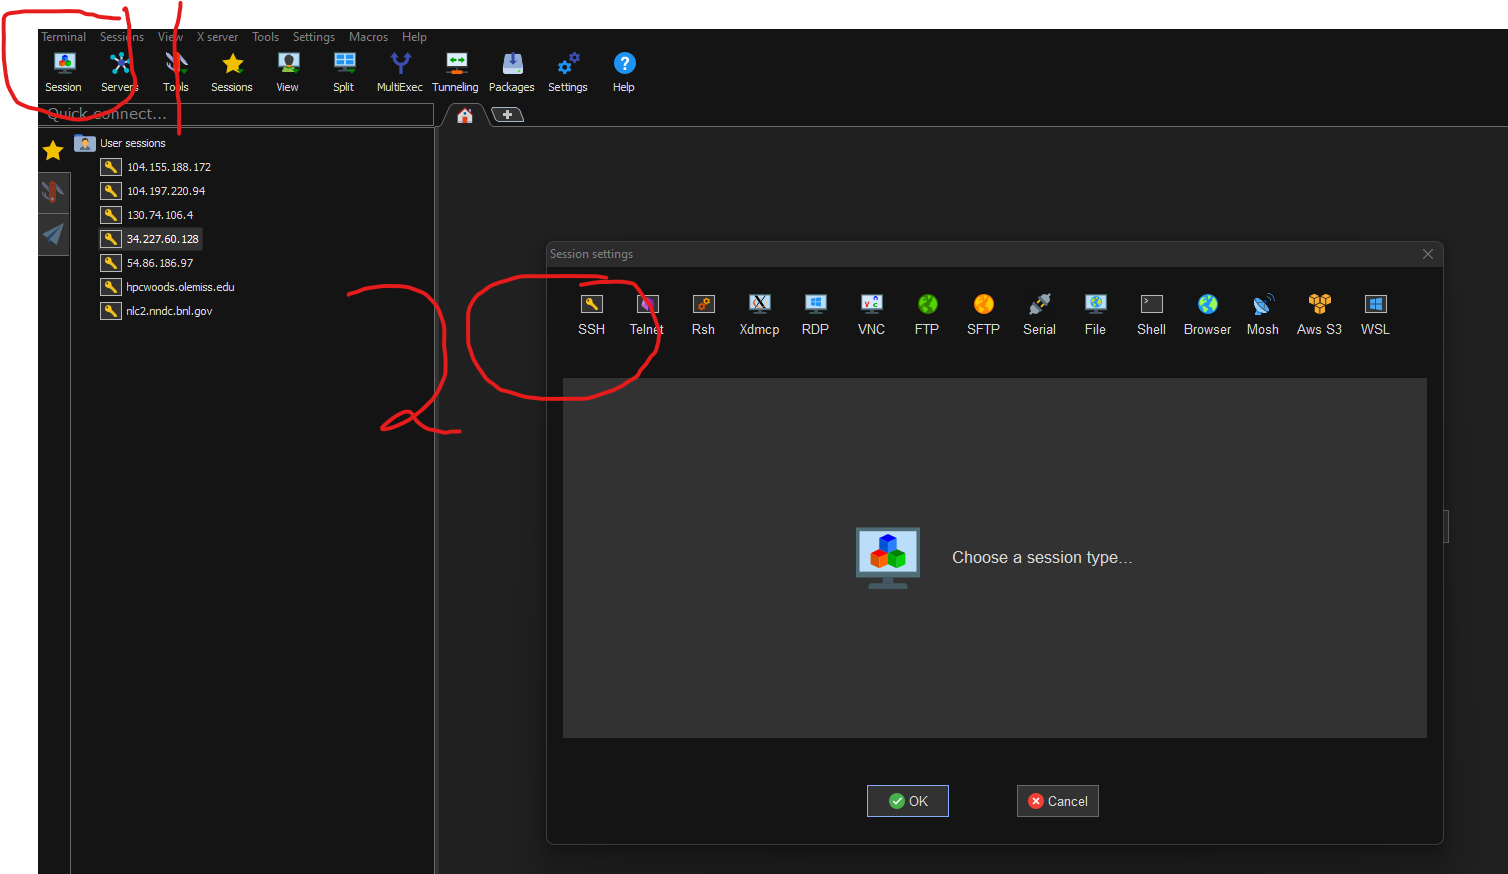 Terminal Sessions View X server Tools Settings Macros Help
Session Servers Tools Sessions View Split MultiExec Tunneling Packages Settings Help
1
Quick connect...
User sessions
104.155.188.172
104.197.220.94
130.74.106.4
34.227.60.128
54.86.186.97
hpcwoods.olemiss.edu
nlc2.nndc.bnl.gov
2
Session settings
SSH Telnet Rsh Xdmcp RDP VNC FTP SFTP Serial File Shell Browser Mosh Aws S3 WSL
Choose a session type...
OK Cancel